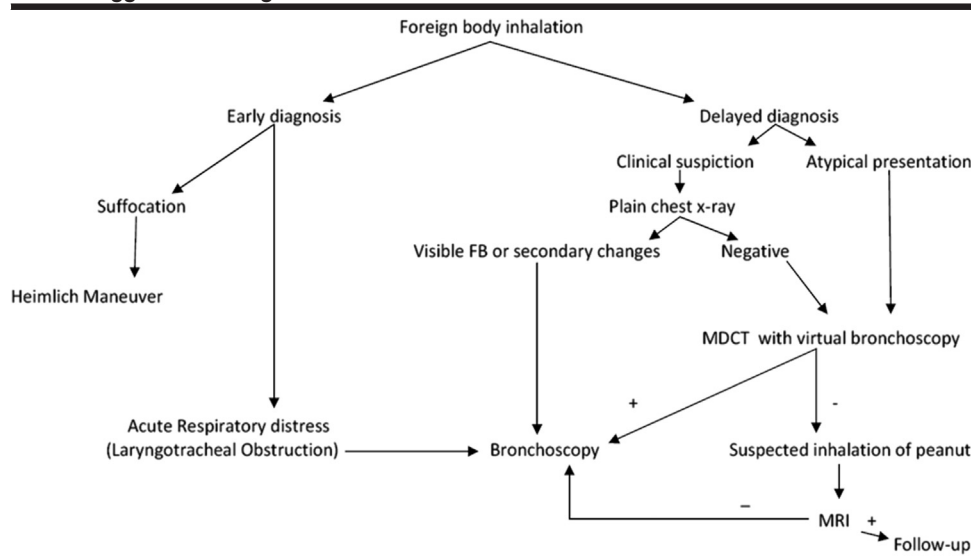 Foreign body inhalation
Early diagnosis
Delayed diagnosis
Clinical suspiction
Atypical presentation
Suffocation
Plain chest x-ray
Visible FB or secondary changes
Negative
Heimlich Maneuver
MDCT with virtual bronchoscopy
+
-
Acute Respiratory distress
(Laryngotracheal Obstruction)
Bronchoscopy
Suspected inhalation of peanut
–
MRI +
Follow-up